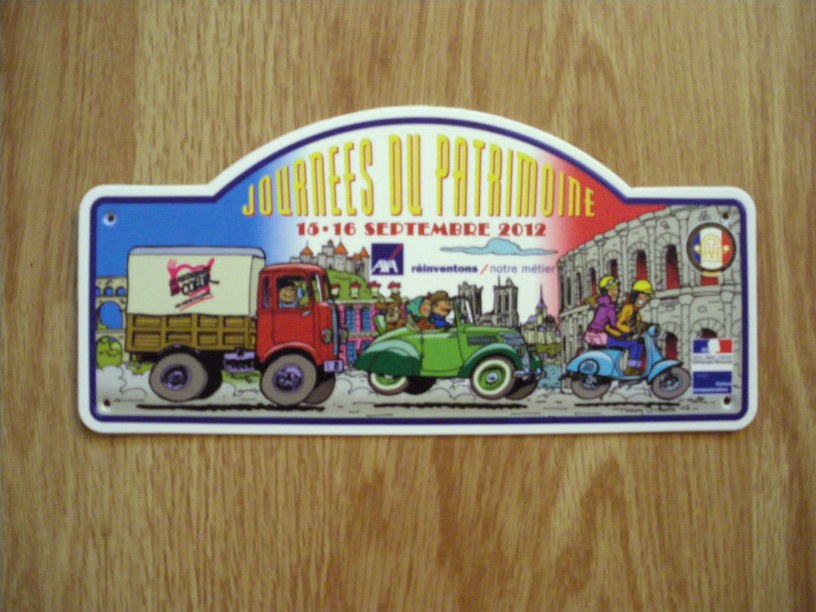 JOURNEES DU PATRIMOINE
15-16 SEPTEMBRE 2012
AXA
réinventons / notre métier